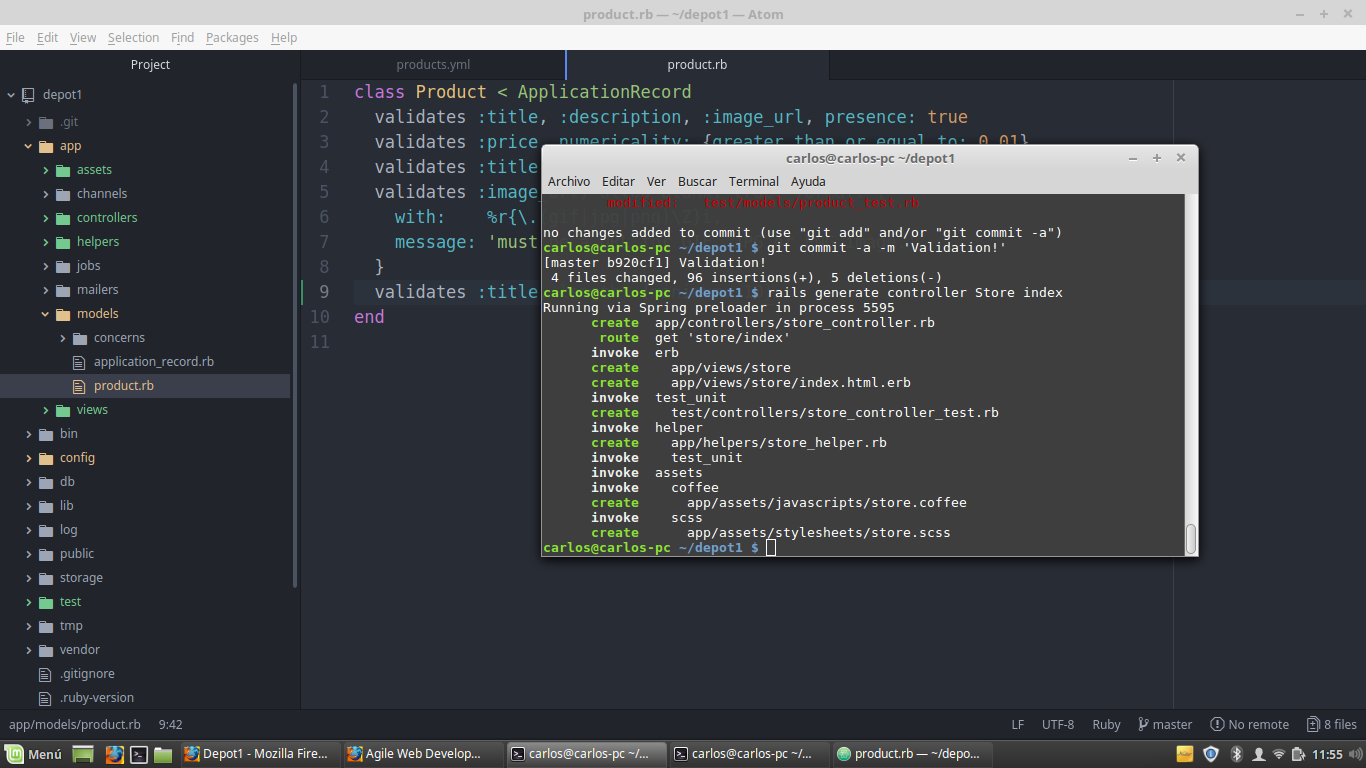 product.rb — ~/depot1 — Atom
File Edit View Selection Find Packages Help
Project
products.yml
product.rb
depot1
.git
app
assets
channels
controllers
helpers
jobs
mailers
models
concerns
application_record.rb
product.rb
views
bin
config
db
lib
log
public
storage
test
tmp
vendor
.gitignore
.ruby-version
1 class Product < ApplicationRecord
2 validates :title, :description, :image_url, presence: true
3 validates :price, numericality: {greater_than_or_equal_to: 0.01}
4 validates :title
5 validates :image
6 with: %r{\.
7 message: 'must
8 }
9 validates :title
10 end
11
carlos@carlos-pc ~/depot1
Archivo Editar Ver Buscar Terminal Ayuda
modified: test/models/product_test.rb
no changes added to commit (use "git add" and/or "git commit -a")
carlos@carlos-pc ~/depot1 $ git commit -a -m 'Validation!'
[master b920cf1] Validation!
4 files changed, 96 insertions(+), 5 deletions(-)
carlos@carlos-pc ~/depot1 $ rails generate controller Store index
Running via Spring preloader in process 5595
create app/controllers/store_controller.rb
route get 'store/index'
invoke erb
create app/views/store
create app/views/store/index.html.erb
invoke test_unit
create test/controllers/store_controller_test.rb
invoke helper
create app/helpers/store_helper.rb
invoke test_unit
invoke assets
invoke coffee
create app/assets/javascripts/store.coffee
invoke scss
create app/assets/stylesheets/store.scss
carlos@carlos-pc ~/depot1 $
app/models/product.rb 9:42
LF UTF-8 Ruby master No remote 8 files
Menú
Depot1 - Mozilla Fire...
Agile Web Develop...
carlos@carlos-pc ~/...
carlos@carlos-pc ~/...
product.rb — ~/depo...
11:55